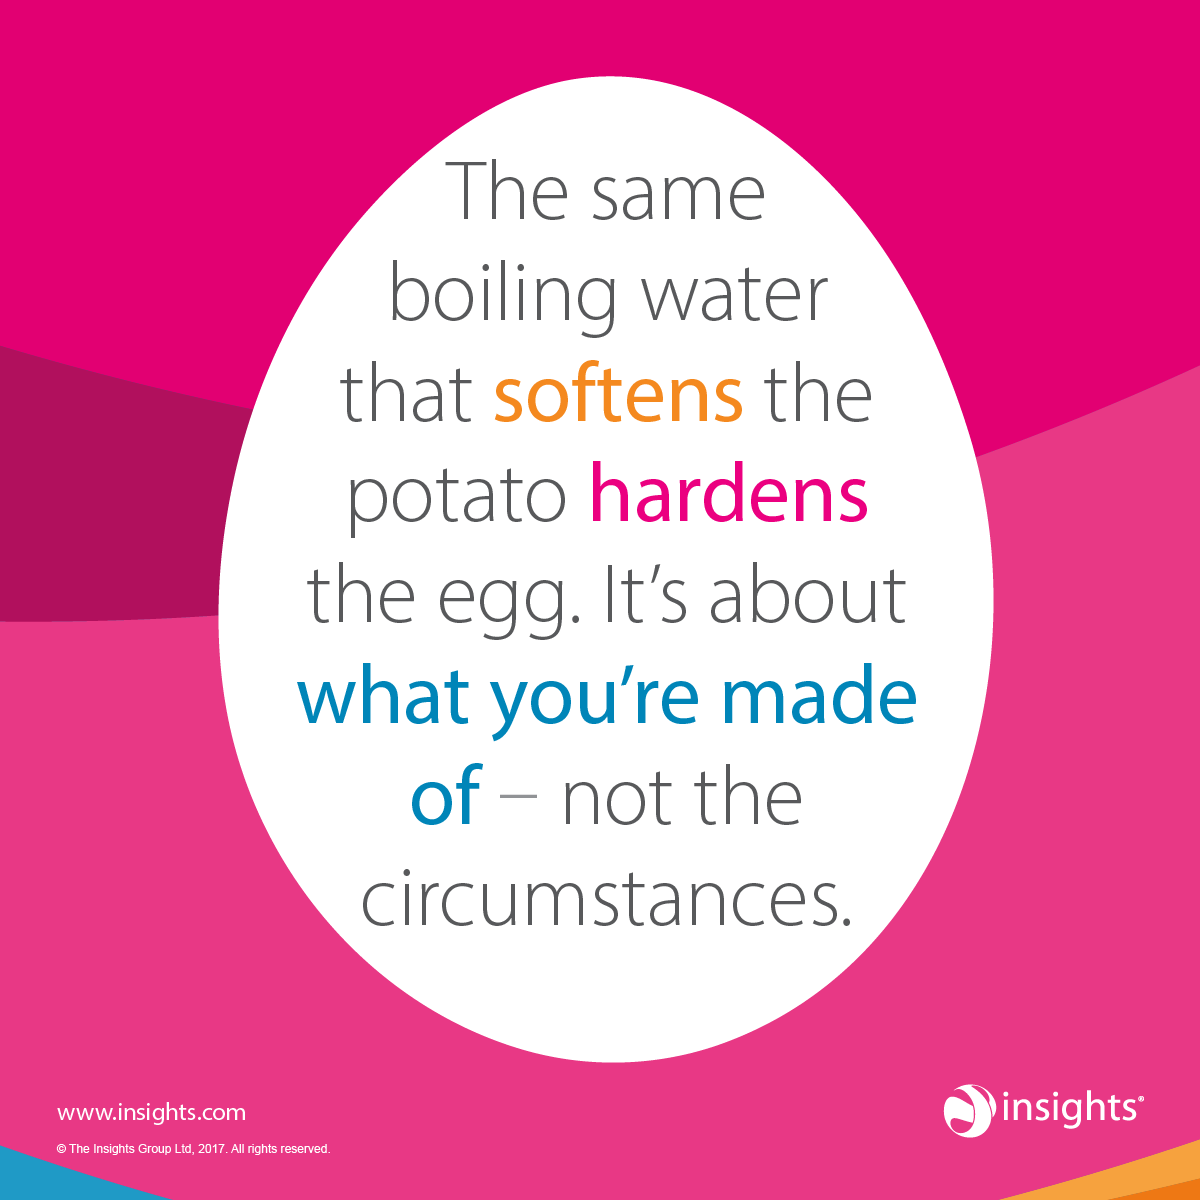 The same
boiling water
that softens the
potato hardens
the egg. It’s about
what you’re made
of – not the
circumstances.
www.insights.com
insights®
© The Insights Group Ltd, 2017. All rights reserved.